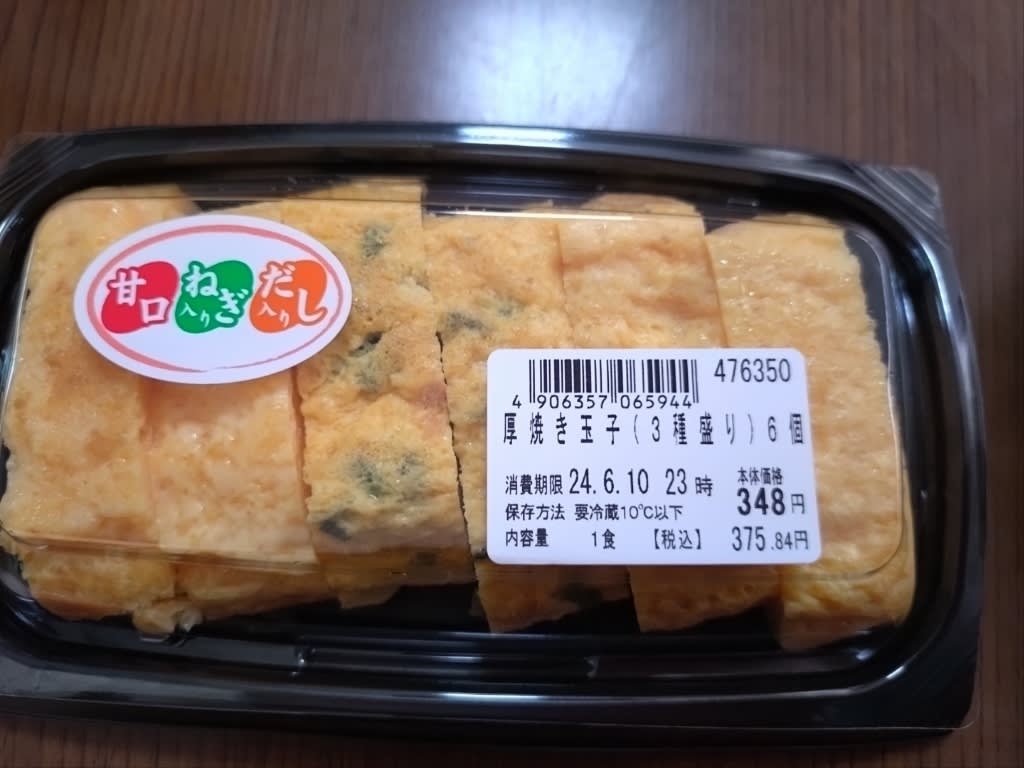 甘口 ねぎ入り だし入り
476350
4 906357 065944
厚焼き玉子(3種盛り)6個
消費期限 24.6.10 23時
本体価格
348円
保存方法 要冷蔵10℃以下
内容量 1食 【税込】 375.84円